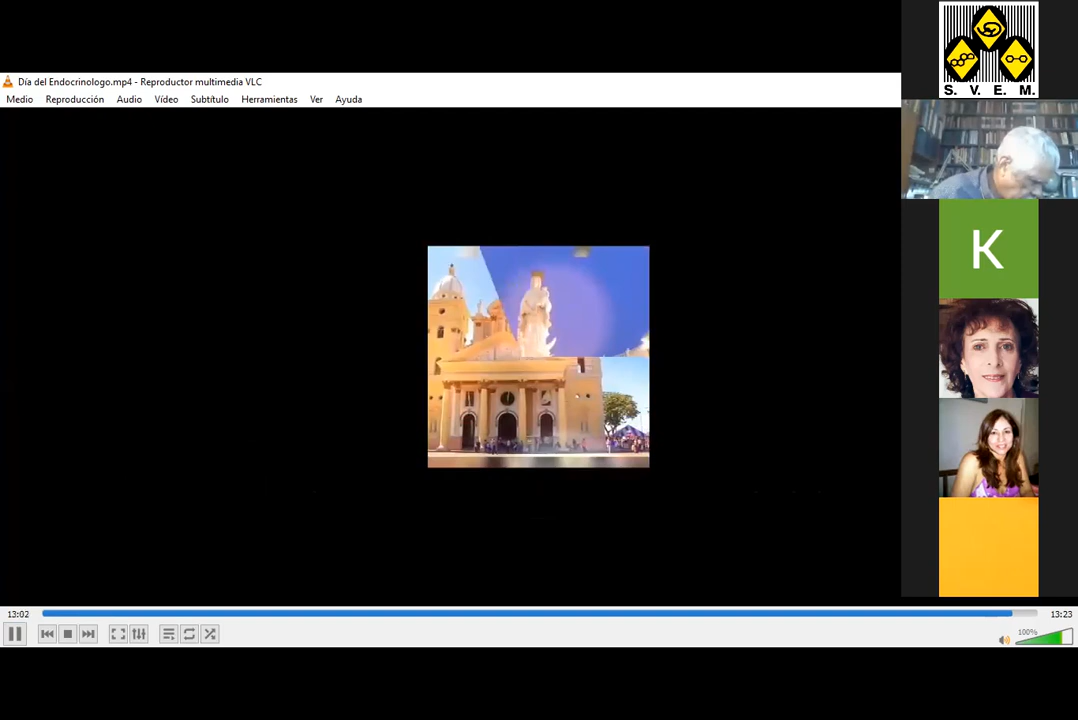 Día del Endocrinologo.mp4 - Reproductor multimedia VLC
Medio Reproducción Audio Vídeo Subtítulo Herramientas Ver Ayuda
S. V. E. M.
K
13:02
13:23
100%